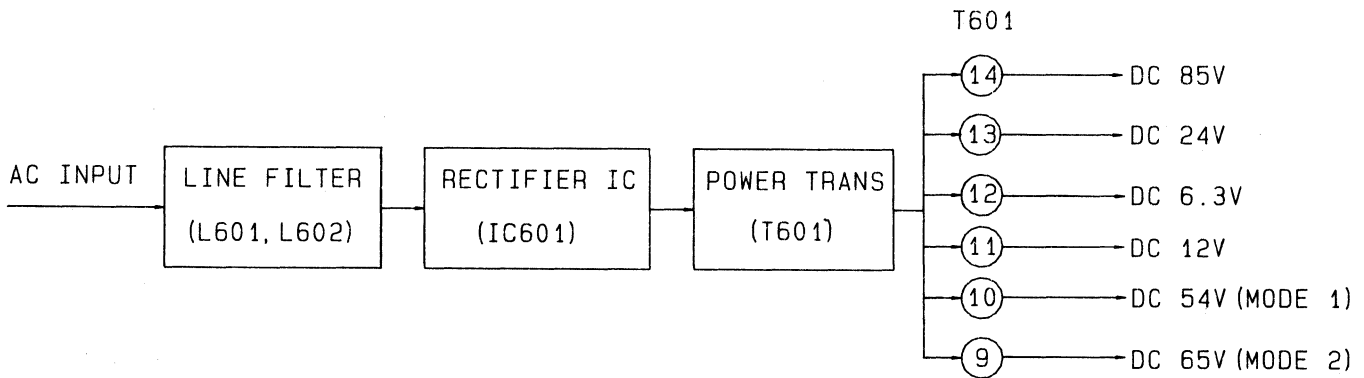 T601
14 DC 85V
13 DC 24V
AC INPUT
LINE FILTER
(L601, L602)
RECTIFIER IC
(IC601)
POWER TRANS
(T601)
12 DC 6.3V
11 DC 12V
10 DC 54V (MODE 1)
9 DC 65V (MODE 2)